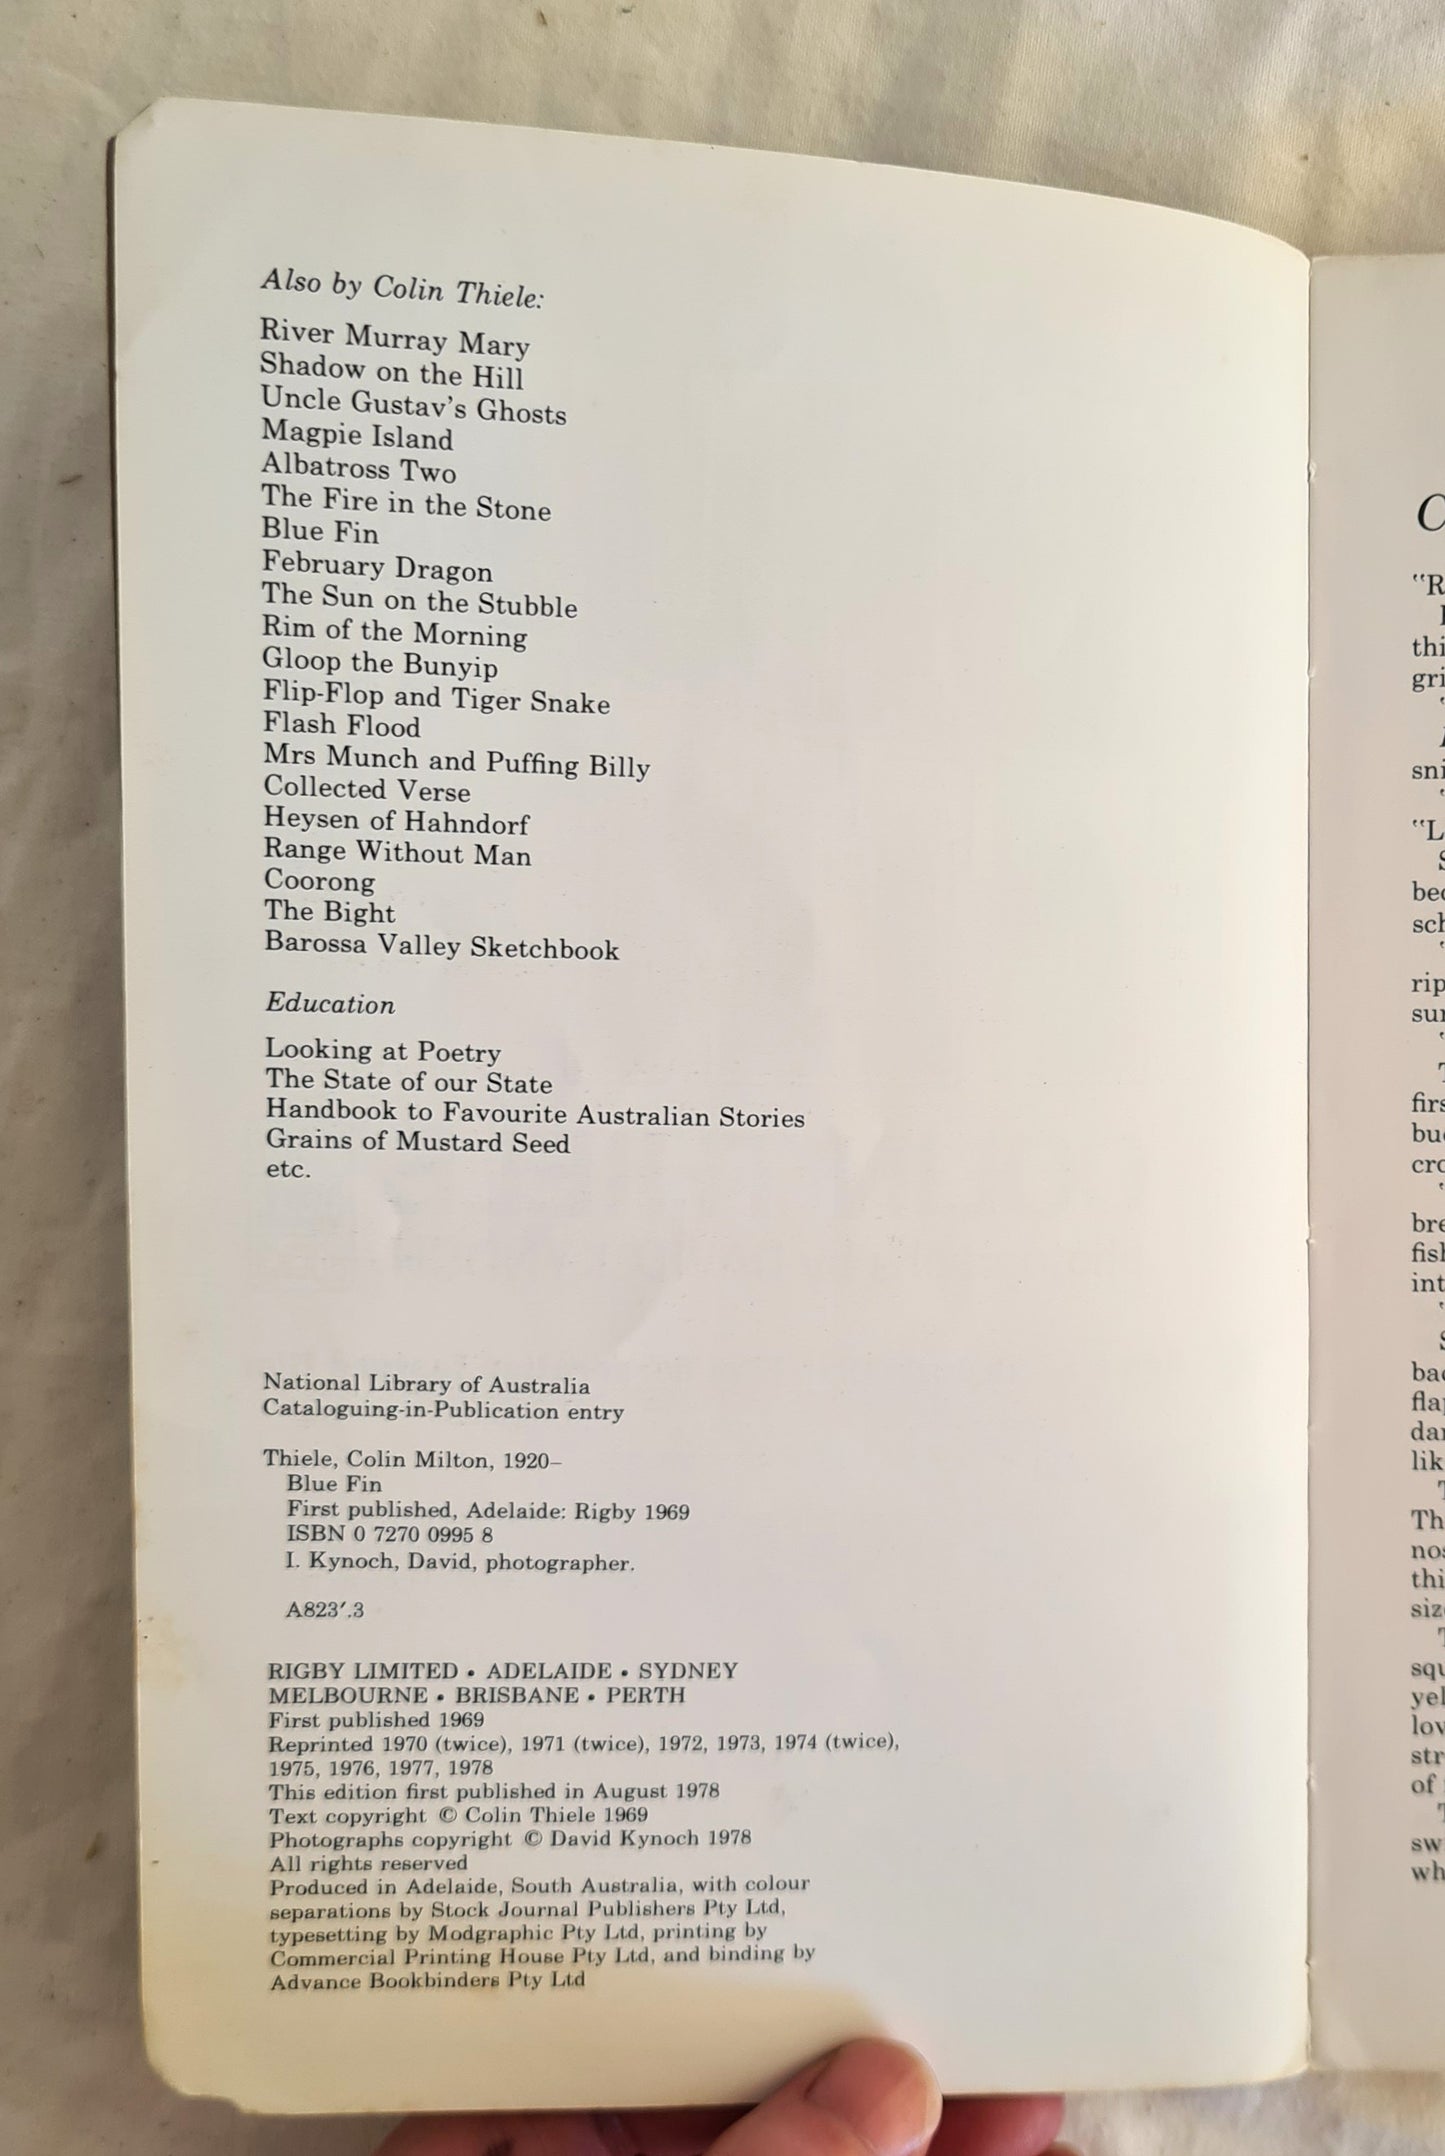 Also by Colin Thiele:
River Murray Mary
Shadow on the Hill
Uncle Gustav's Ghosts
Magpie Island
Albatross Two
The Fire in the Stone
Blue Fin
February Dragon
The Sun on the Stubble
Rim of the Morning
Gloop the Bunyip
Flip-Flop and Tiger Snake
Flash Flood
Mrs Munch and Puffing Billy
Collected Verse
Heysen of Hahndorf
Range Without Man
Coorong
The Bight
Barossa Valley Sketchbook
Education
Looking at Poetry
The State of our State
Handbook to Favourite Australian Stories
Grains of Mustard Seed
etc.
National Library of Australia
Cataloguing-in-Publication entry
Thiele, Colin Milton, 1920–
Blue Fin
First published, Adelaide: Rigby 1969
ISBN 0 7270 0995 8
I. Kynoch, David, photographer.
A823′.3
RIGBY LIMITED • ADELAIDE • SYDNEY
MELBOURNE • BRISBANE • PERTH
First published 1969
Reprinted 1970 (twice), 1971 (twice), 1972, 1973, 1974 (twice),
1975, 1976, 1977, 1978
This edition first published in August 1978
Text copyright © Colin Thiele 1969
Photographs copyright © David Kynoch 1978
All rights reserved
Produced in Adelaide, South Australia, with colour
separations by Stock Journal Publishers Pty Ltd,
typesetting by Modgraphic Pty Ltd, printing by
Commercial Printing House Pty Ltd, and binding by
Advance Bookbinders Pty Ltd